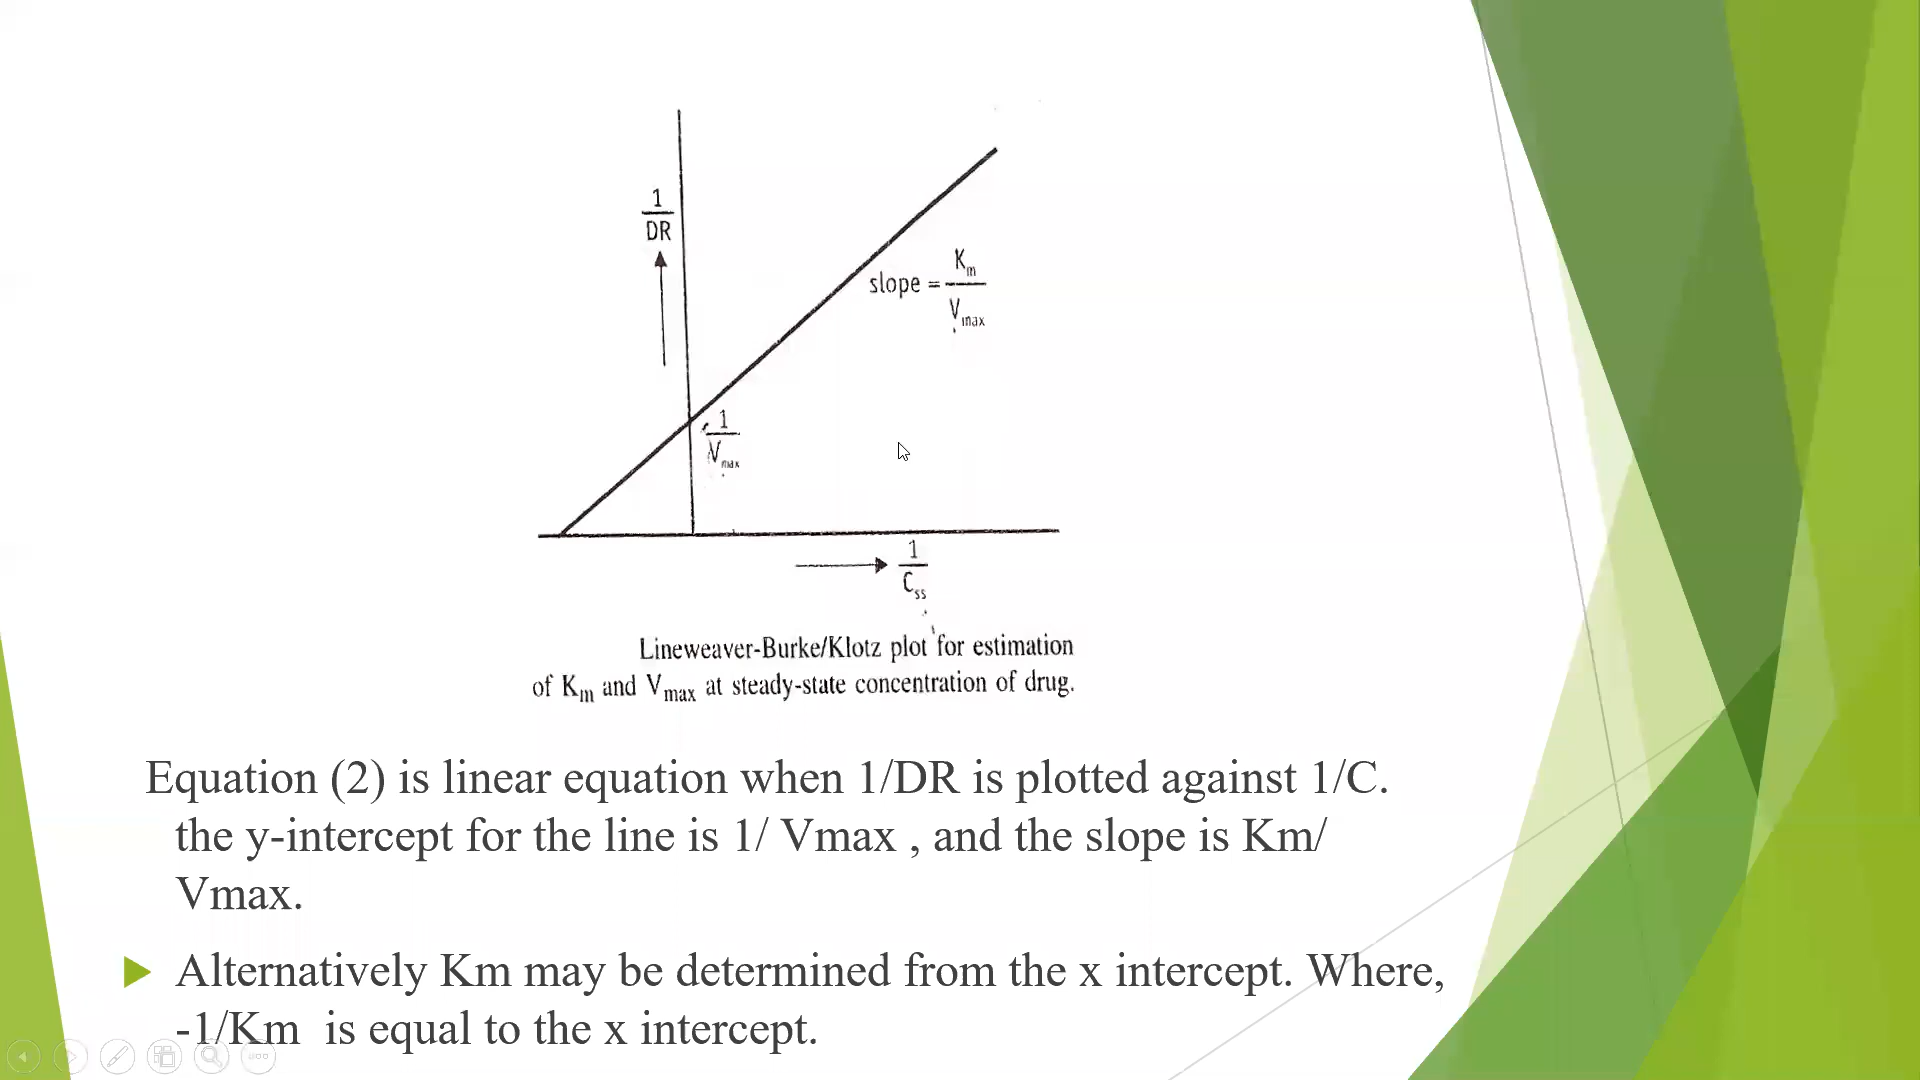 1
DR
slope = Km
Vmax
1
Vmax
1
Css
Lineweaver-Burke/Klotz plot for estimation
of Km and Vmax at steady-state concentration of drug.
Equation (2) is linear equation when 1/DR is plotted against 1/C.
the y-intercept for the line is 1/ Vmax , and the slope is Km/
Vmax.
Alternatively Km may be determined from the x intercept. Where,
-1/Km is equal to the x intercept.